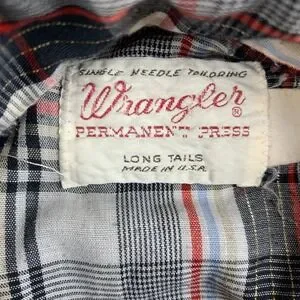 SINGLE NEEDLE TAILORING
Wrangler®
PERMANENT PRESS
LONG TAILS
MADE IN U.S.A.